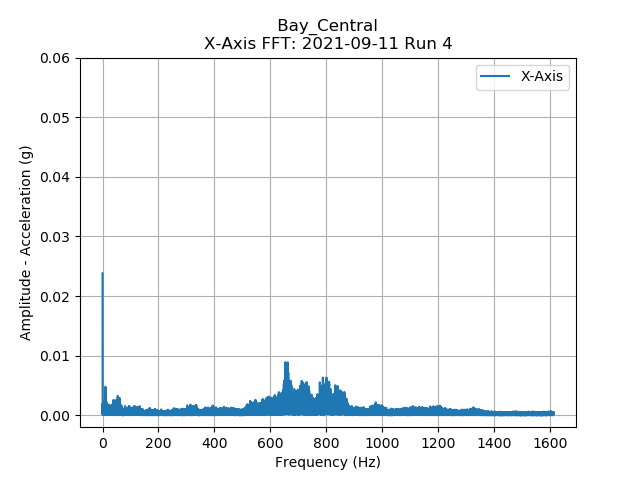 Bay_Central
X-Axis FFT: 2021-09-11 Run 4
X-Axis
0.06
0.05
0.04
0.03
0.02
0.01
0.00
Amplitude - Acceleration (g)
0 200 400 600 800 1000 1200 1400 1600
Frequency (Hz)